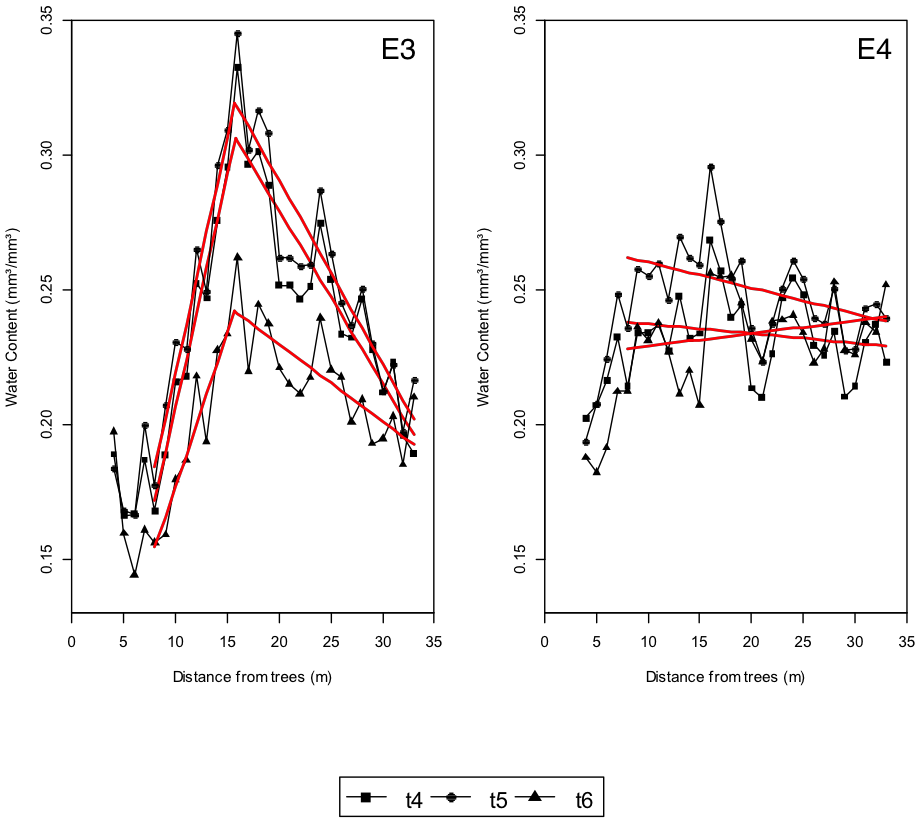 E3
Water Content (mm³/mm³)
0.35
0.30
0.25
0.20
0.15
0 5 10 15 20 25 30 35
Distance from trees (m)
E4
Water Content (mm³/mm³)
0.35
0.30
0.25
0.20
0.15
0 5 10 15 20 25 30 35
Distance from trees (m)
t4 t5 t6